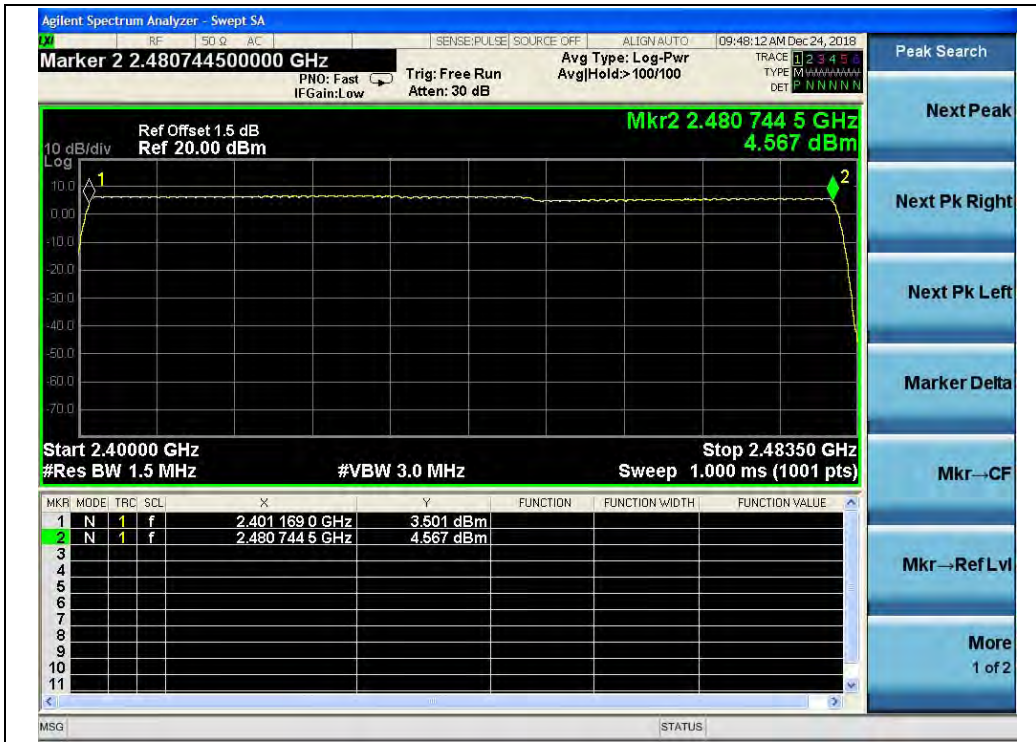 Agilent Spectrum Analyzer - Swept SA
LXI RF 50 Ω AC SENSE:PULSE SOURCE OFF ALIGN AUTO 09:48:12 AM Dec 24, 2018
Marker 2 2.480744500000 GHz
PNO: Fast
IFGain:Low
Trig: Free Run
Atten: 30 dB
Avg Type: Log-Pwr
Avg|Hold:> 100/100
TRACE 1 2 3 4 5 6
TYPE M
DET P N N N N N
Peak Search
Next Peak
Next Pk Right
Next Pk Left
Marker Delta
Mkr→CF
Mkr→Ref Lvl
More
1 of 2
Ref Offset 1.5 dB
10 dB/div Ref 20.00 dBm
Log
Mkr2 2.480 744 5 GHz
4.567 dBm
1
2
10.0
0.00
-10.0
-20.0
-30.0
-40.0
-50.0
-60.0
-70.0
Start 2.40000 GHz Stop 2.48350 GHz
#Res BW 1.5 MHz #VBW 3.0 MHz Sweep 1.000 ms (1001 pts)
MKR MODE TRC SCL X Y FUNCTION FUNCTION WIDTH FUNCTION VALUE
1 N 1 f 2.401 169 0 GHz 3.501 dBm
2 N 1 f 2.480 744 5 GHz 4.567 dBm
3
4
5
6
7
8
9
10
11
MSG STATUS